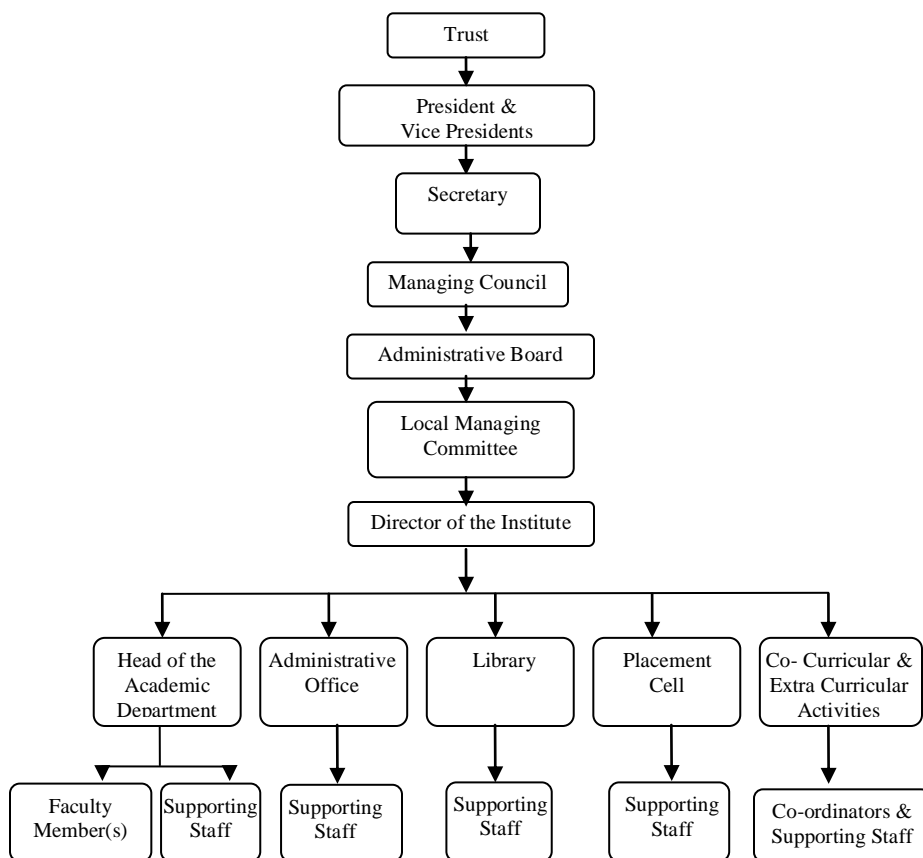 Trust
President &
Vice Presidents
Secretary
Managing Council
Administrative Board
Local Managing
Committee
Director of the Institute
Head of the
Academic
Department
Administrative
Office
Library
Placement
Cell
Co- Curricular &
Extra Curricular
Activities
Faculty
Member(s)
Supporting
Staff
Supporting
Staff
Supporting
Staff
Supporting
Staff
Co-ordinators &
Supporting Staff